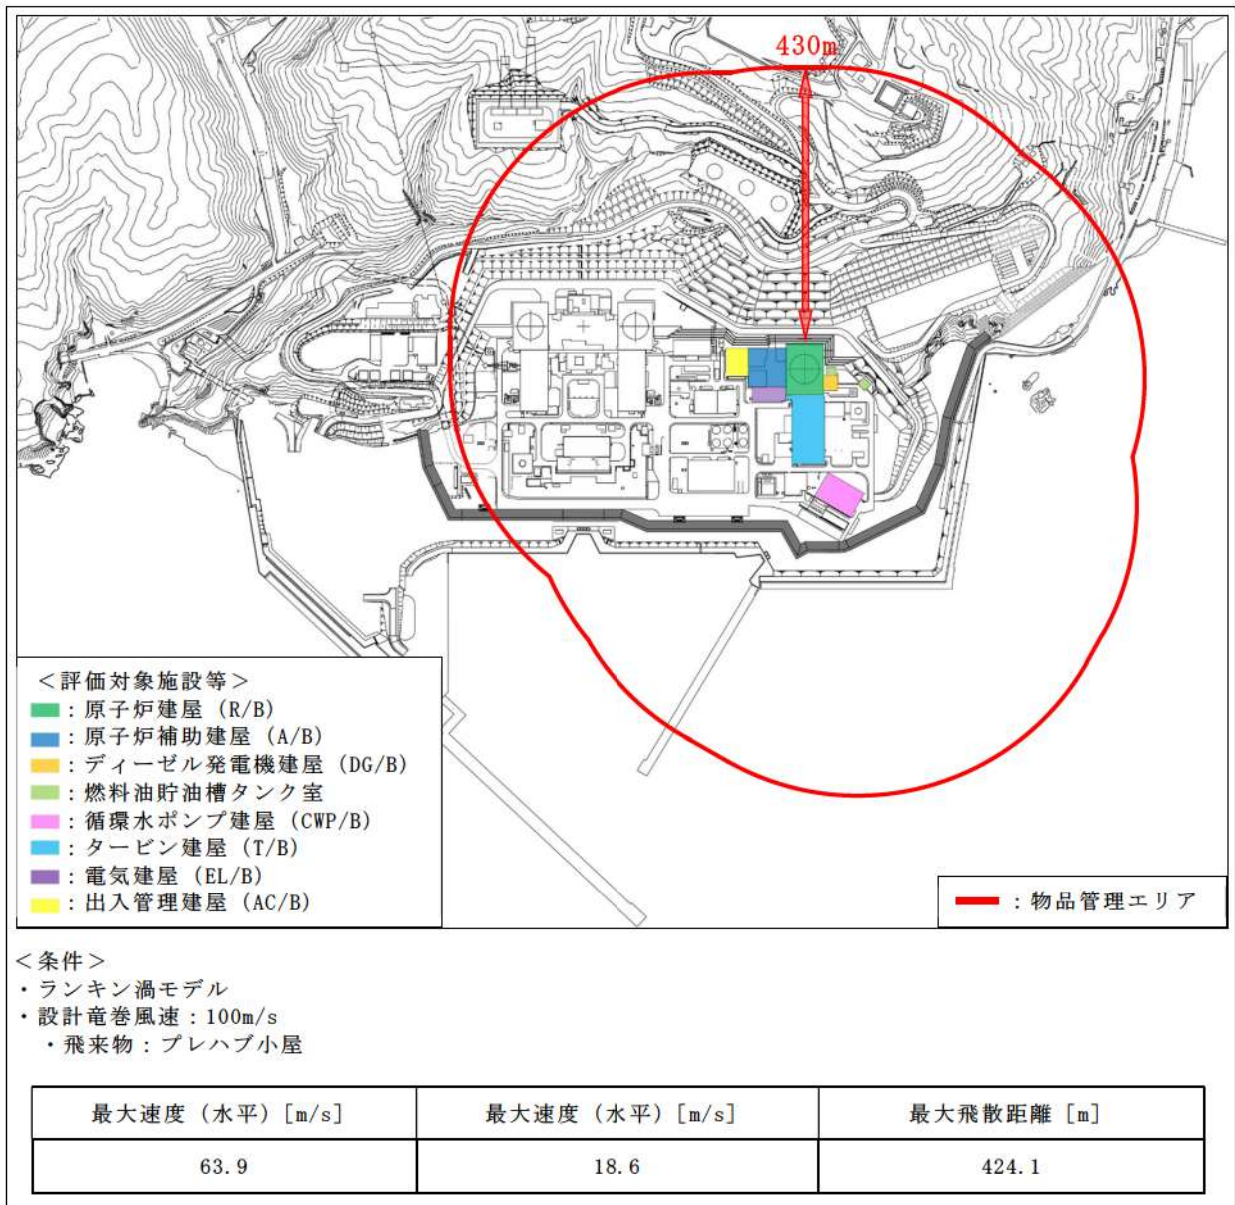 430m
＜評価対象施設等＞
：原子炉建屋（R/B）
：原子炉補助建屋（A/B）
：ディーゼル発電機建屋（DG/B）
：燃料油貯油槽タンク室
：循環水ポンプ建屋（CWP/B）
：タービン建屋（T/B）
：電気建屋（EL/B）
：出入管理建屋（AC/B）
：物品管理エリア
＜条件＞
・ランキン渦モデル
・設計竜巻風速：100m/s
・飛来物：プレハブ小屋
最大速度（水平）[m/s] 最大速度（水平）[m/s] 最大飛散距離［m］
63.9 18.6 424.1